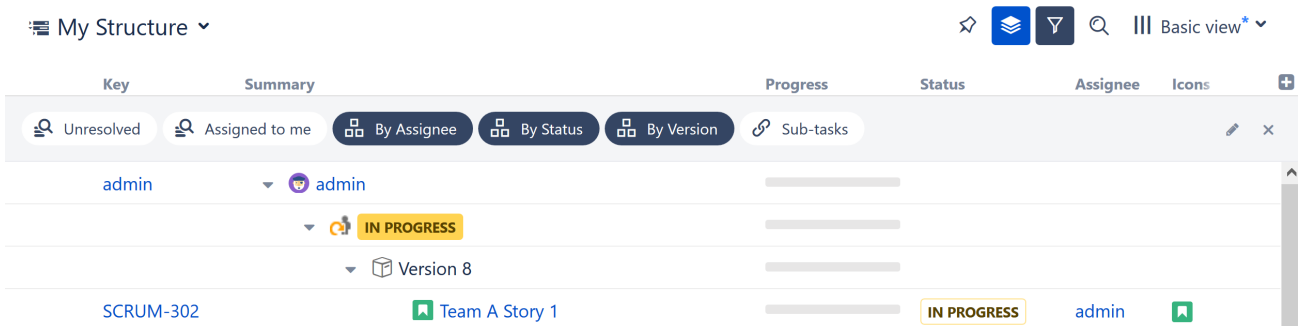 My Structure Basic view*
Key Summary Progress Status Assignee Icons
Unresolved Assigned to me By Assignee By Status By Version Sub-tasks
admin admin
IN PROGRESS
Version 8
SCRUM-302 Team A Story 1 IN PROGRESS admin